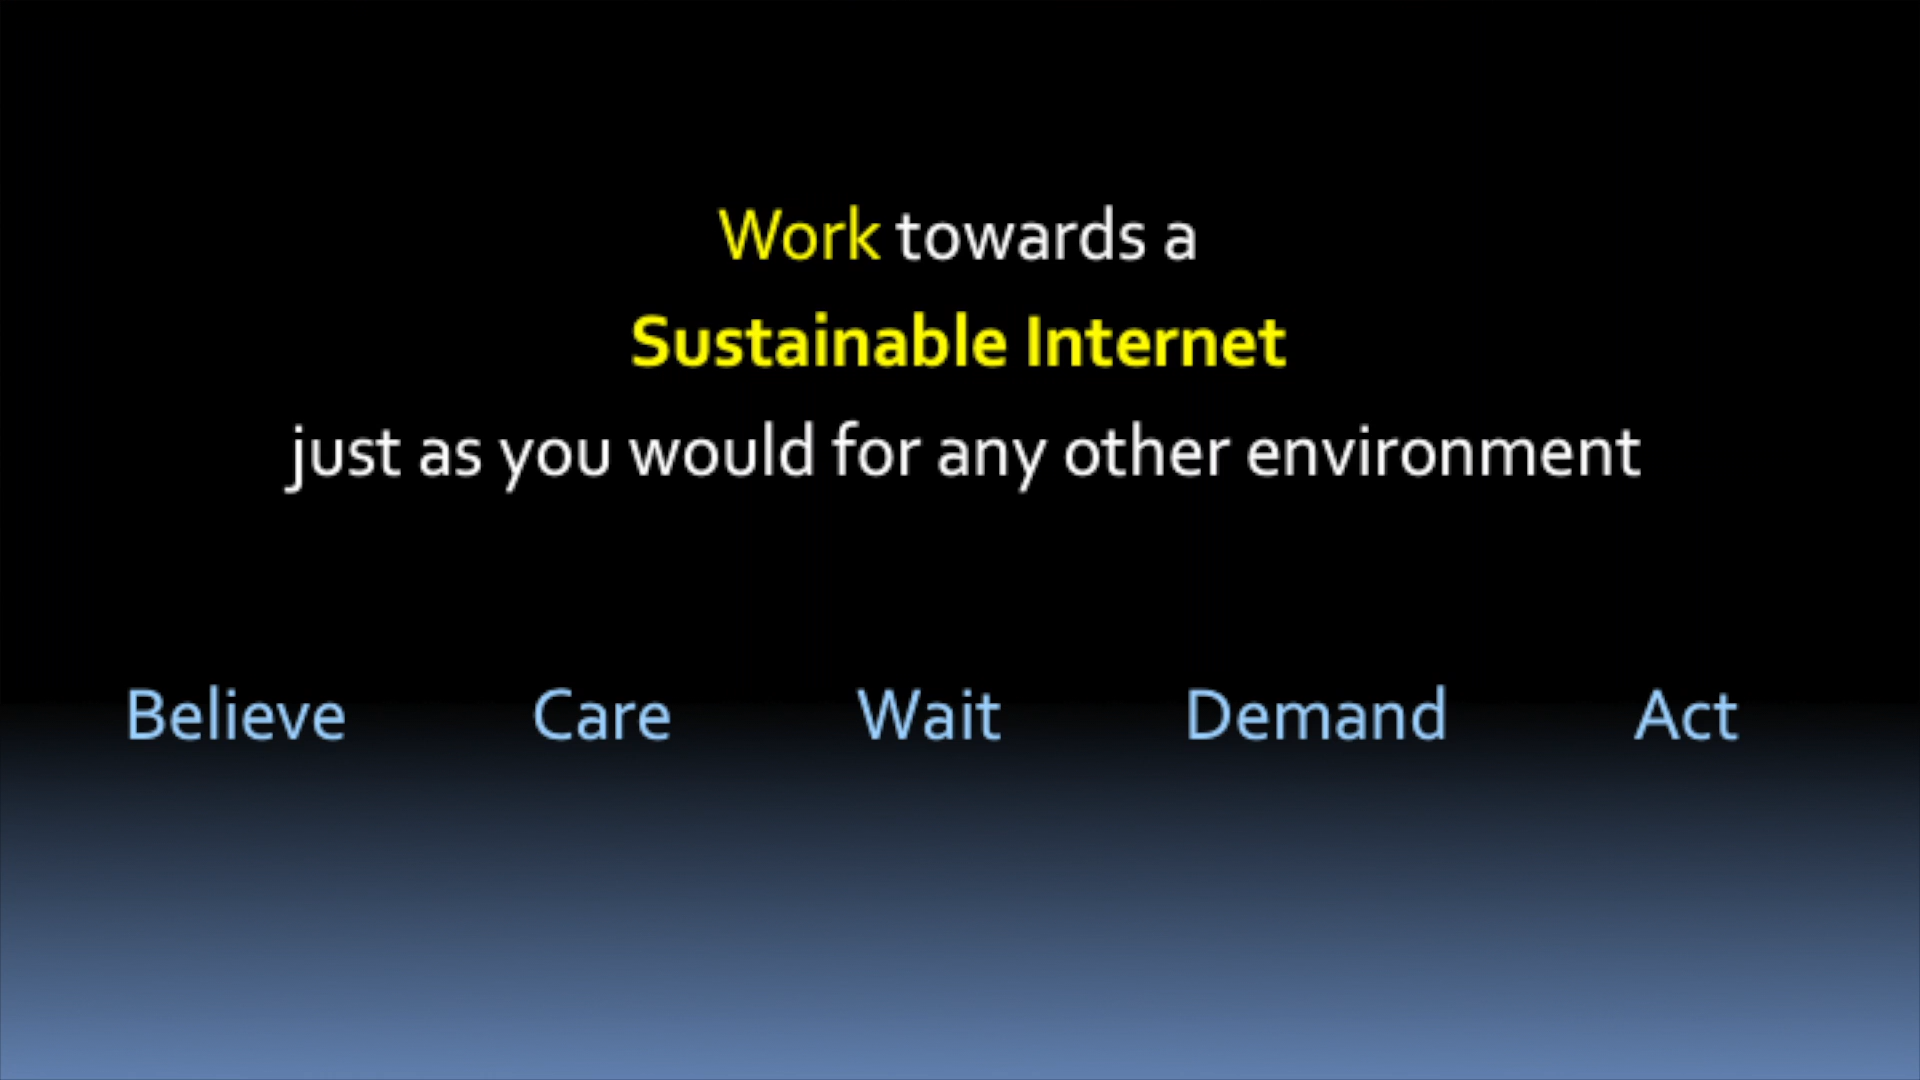 Work towards a
Sustainable Internet
just as you would for any other environment
Believe Care Wait Demand Act